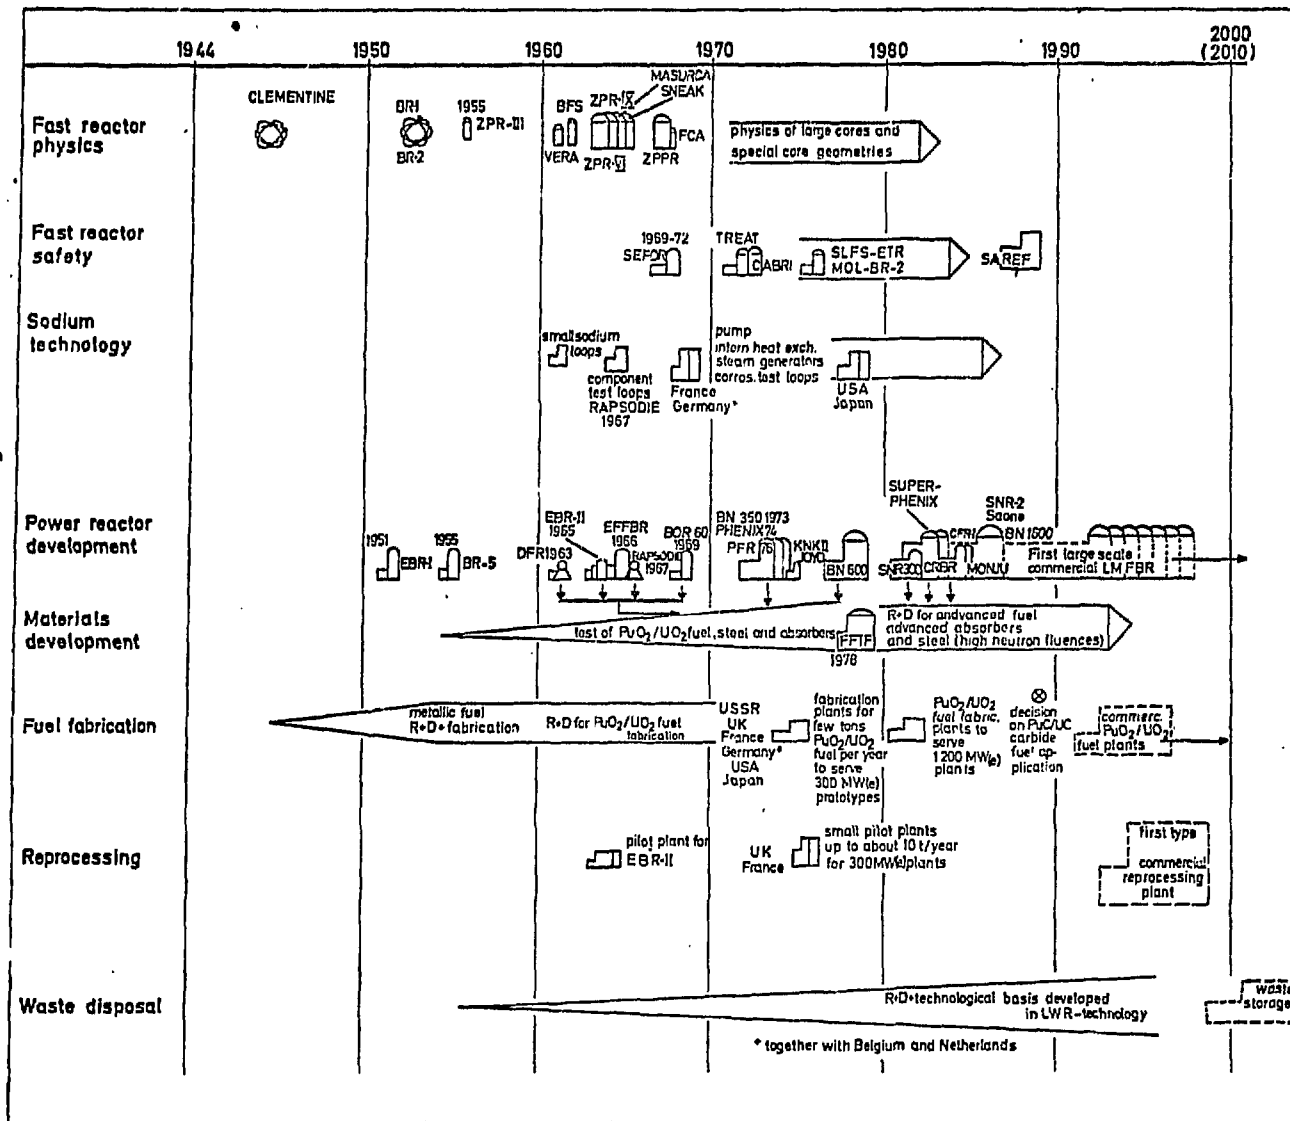 1944
1950
1960
1970
1980
1990
2000
(2010)
Fast reactor
physics
CLEMENTINE
BR-1
BR-2
1955
ZPR-III
BFS
VERA
ZPR-IX
ZPR-VI
MASURCA
SNEAK
ZPPR
FCA
physics of large cores and
special core geometries
Fast reactor
safety
1969-72
SEFOR
TREAT
CABRI
SLFS-ETR
MOL-BR-2
SAREF
Sodium
technology
small sodium
loops
component
test loops
RAPSODIE
1967
France
Germany*
pump
intern heat exch.
steam generators
corros. test loops
USA
Japan
Power reactor
development
1951
EBR-I
1955
BR-5
DFR 1963
EBR-II
1965
EFFBR
1966
RAPSODIE
1967
BOR 60
1969
BN 350 1973
PHENIX 74
PFR 76
KNK II
JOYO
BN 600
SUPER-
PHENIX
SNR 300
CRBR
CFR 1
MONJU
SNR-2
Saone
BN 1600
First large scale
commercial LMFBR
Materials
development
test of PuO2/UO2 fuel, steel and absorbers
FFTF
1978
R+D for andvanced fuel
advanced absorbers
and steel (high neutron fluences)
Fuel fabrication
metallic fuel
R+D+fabrication
R+D for PuO2/UO2 fuel
fabrication
USSR
UK
France
Germany*
USA
Japan
fabrication
plants for
few tons
PuO2/UO2
fuel per year
to serve
300 MW(e)
prototypes
PuO2/UO2
fuel fabric.
plants to
serve
1200 MW(e)
plants
decision
on PuC/UC
carbide
fuel ap-
plication
commerc.
PuO2/UO2
fuel plants
Reprocessing
pilot plant for
EBR-II
UK
France
small pilot plants
up to about 10 t/year
for 300MW(e)plants
first type
commercial
reprocessing
plant
Waste disposal
R+D+technological basis developed
in LWR-technology
waste
storage
* together with Belgium and Netherlands